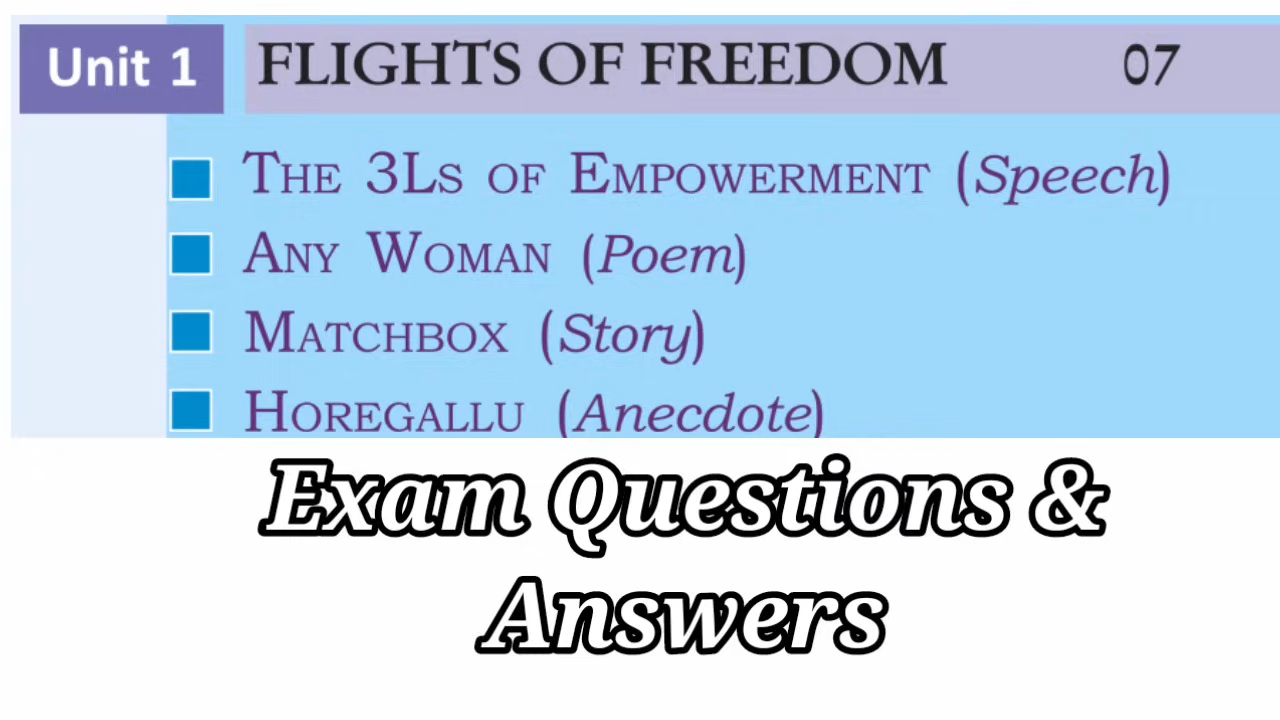 Unit 1 FLIGHTS OF FREEDOM 07
THE 3LS OF EMPOWERMENT (Speech)
ANY WOMAN (Poem)
MATCHBOX (Story)
HOREGALLU (Anecdote)
Exam Questions &
Answers